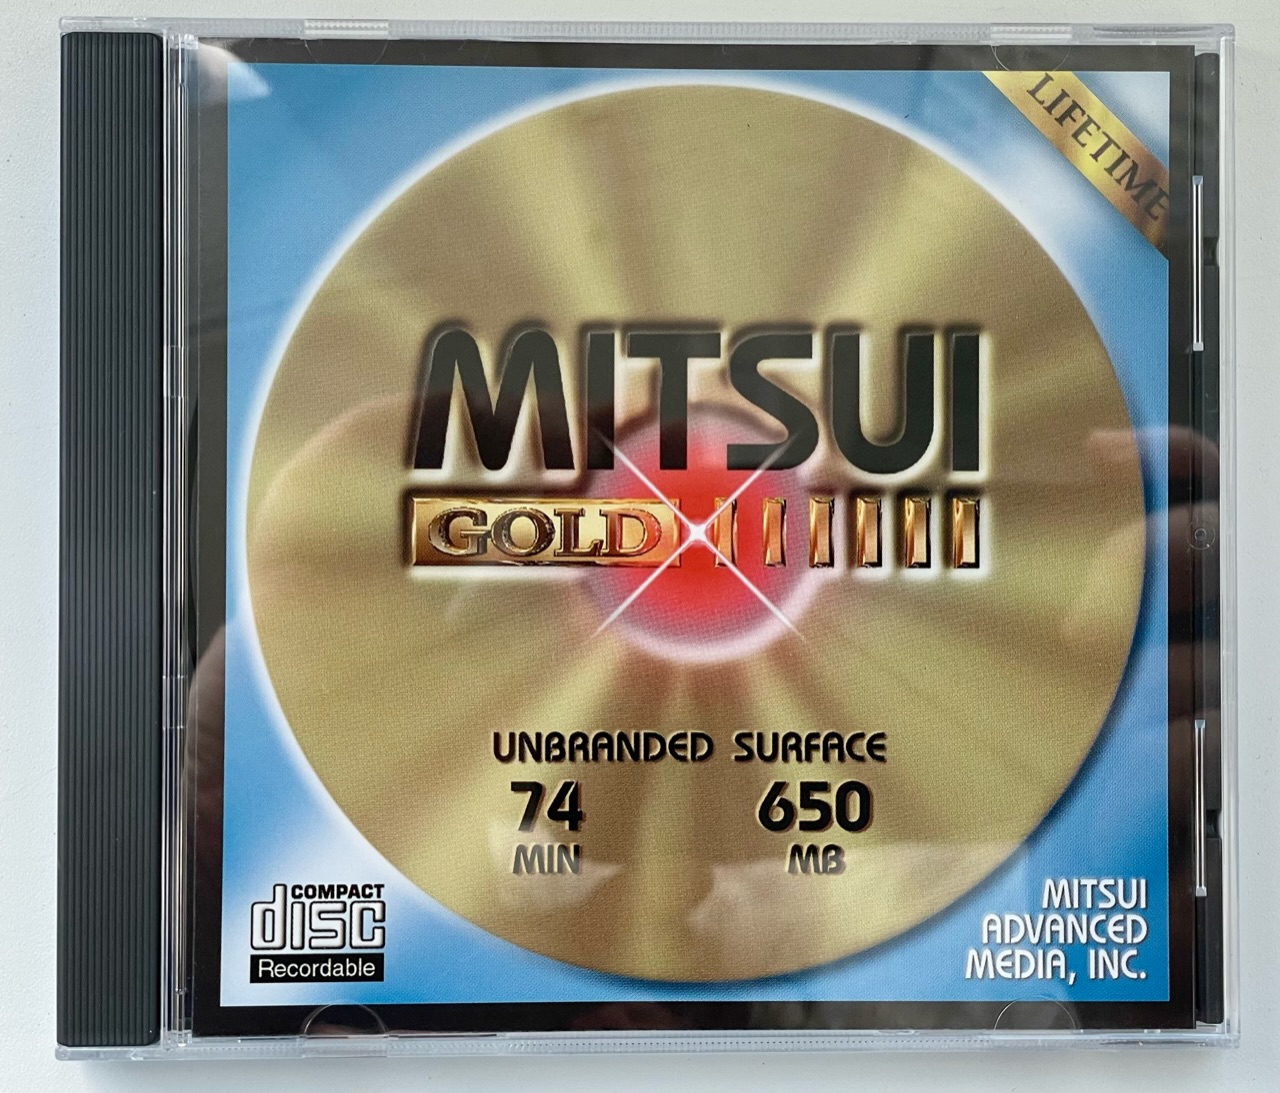 LIFETIME
MITSUI
GOLD
UNBRANDED SURFACE
74 650
MIN MB
COMPACT
disc
Recordable
MITSUI
ADVANCED
MEDIA, INC.